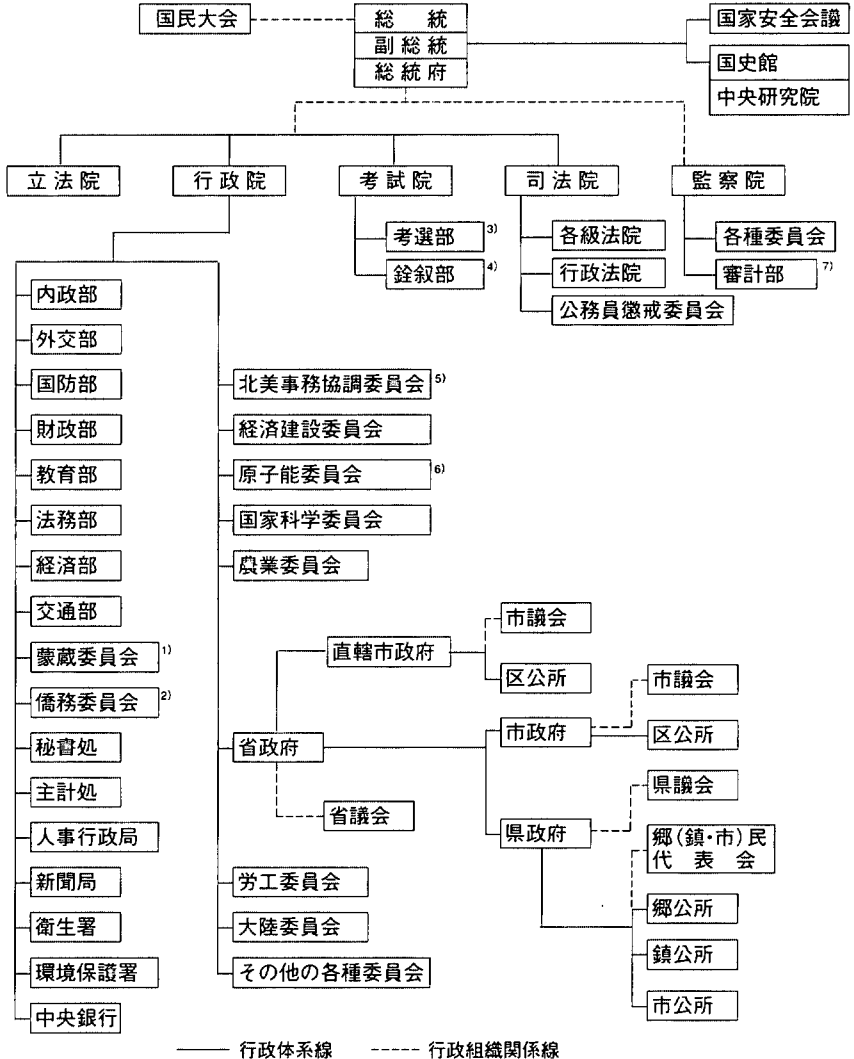 国民大会
総統
副総統
総統府
国家安全会議
国史館
中央研究院
立法院
行政院
考試院
司法院
監察院
考選部 3)
銓叙部 4)
各級法院
行政法院
公務員懲戒委員会
各種委員会
審計部 7)
内政部
外交部
国防部
財政部
教育部
法務部
経済部
交通部
蒙蔵委員会 1)
僑務委員会 2)
秘書処
主計処
人事行政局
新聞局
衛生署
環境保護署
中央銀行
北美事務協調委員会 5)
経済建設委員会
原子能委員会 6)
国家科学委員会
農業委員会
省政府
労工委員会
大陸委員会
その他の各種委員会
直轄市政府
省議会
市議会
区公所
市政府
県政府
市議会
区公所
県議会
郷(鎮・市)民
代表会
郷公所
鎮公所
市公所
行政体系線
行政組織関係線